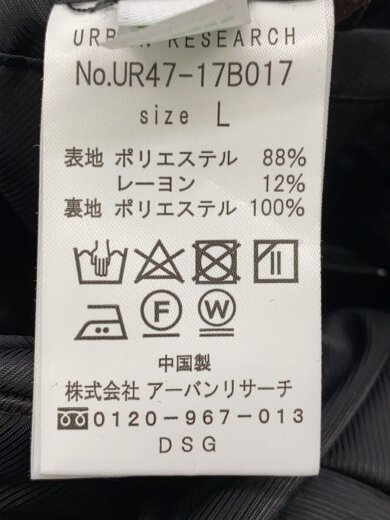 URBAN RESEARCH
No.UR47-17B017
size L
表地 ポリエステル 88%
レーヨン 12%
裏地 ポリエステル 100%
F W
中国製
株式会社 アーバンリサーチ
0120-967-013
DSG